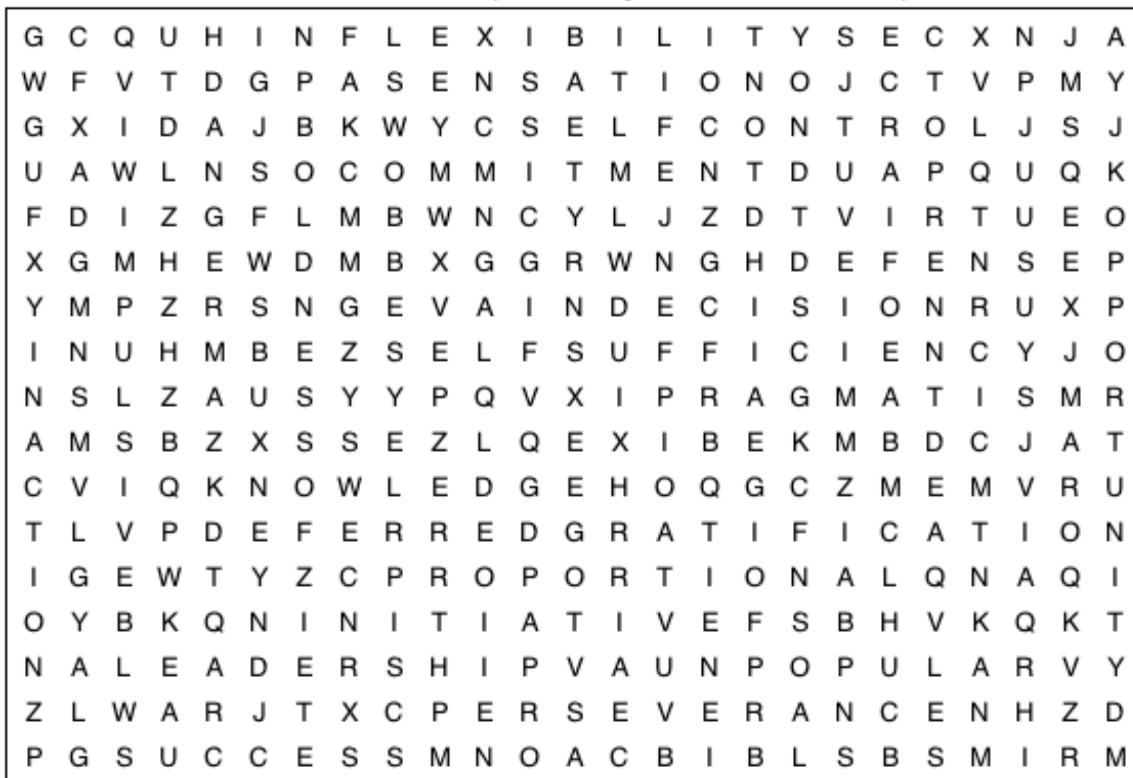 G C Q U H I N F L E X I B I L I T Y S E C X N J A
W F V T D G P A S E N S A T I O N O J C T V P M Y
G X I D A J B K W Y C S E L F C O N T R O L J S J
U A W L N S O C O M M I T M E N T D U A P Q U Q K
F D I Z G F L M B W N C Y L J Z D T V I R T U E O
X G M H E W D M B X G G R W N G H D E F E N S E P
Y M P Z R S N G E V A I N D E C I S I O N R U X P
I N U H M B E Z S E L F S U F F I C I E N C Y J O
N S L Z A U S Y Y P Q V X I P R A G M A T I S M R
A M S B Z X S S E Z L Q E X I B E K M B D C J A T
C V I Q K N O W L E D G E H O Q G C Z M E M V R U
T L V P D E F E R R E D G R A T I F I C A T I O N
I G E W T Y Z C P R O P O R T I O N A L Q N A Q I
O Y B K Q N I N I T I A T I V E F S B H V K Q K T
N A L E A D E R S H I P V A U N P O P U L A R V Y
Z L W A R J T X C P E R S E V E R A N C E N H Z D
P G S U C C E S S M N O A C B I B L S B S M I R M